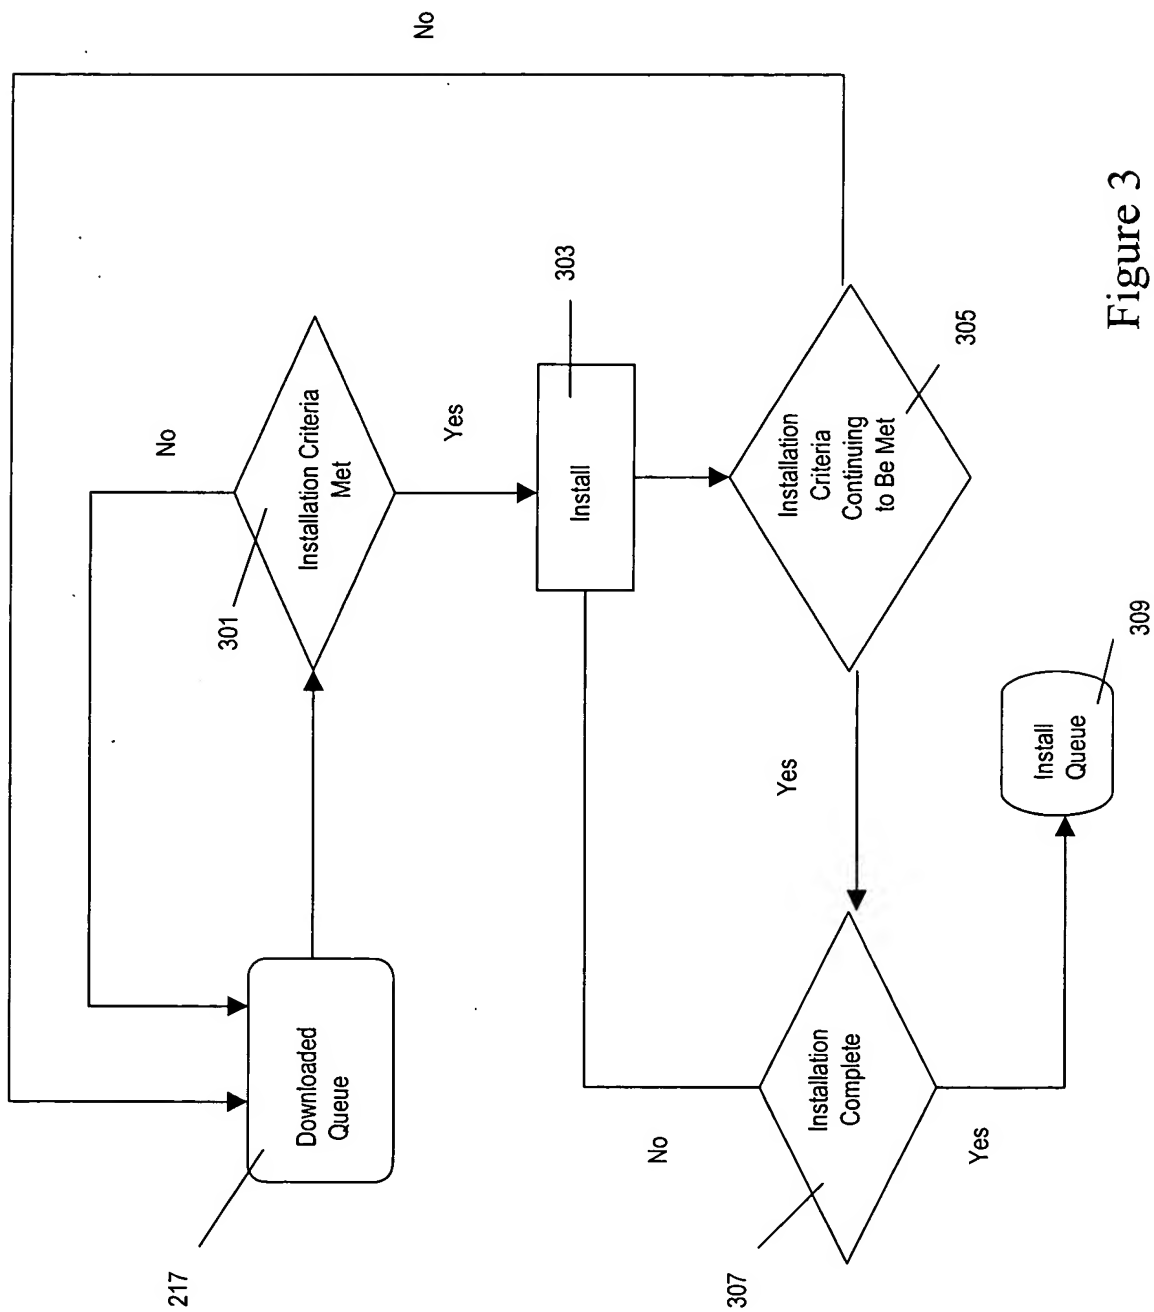 217
Downloaded
Queue
No
301
Installation Criteria
Met
Yes
No
303
Install
Installation
Criteria
Continuing
to Be Met
305
Yes
No
307
Installation
Complete
Yes
Install
Queue
309
Figure 3